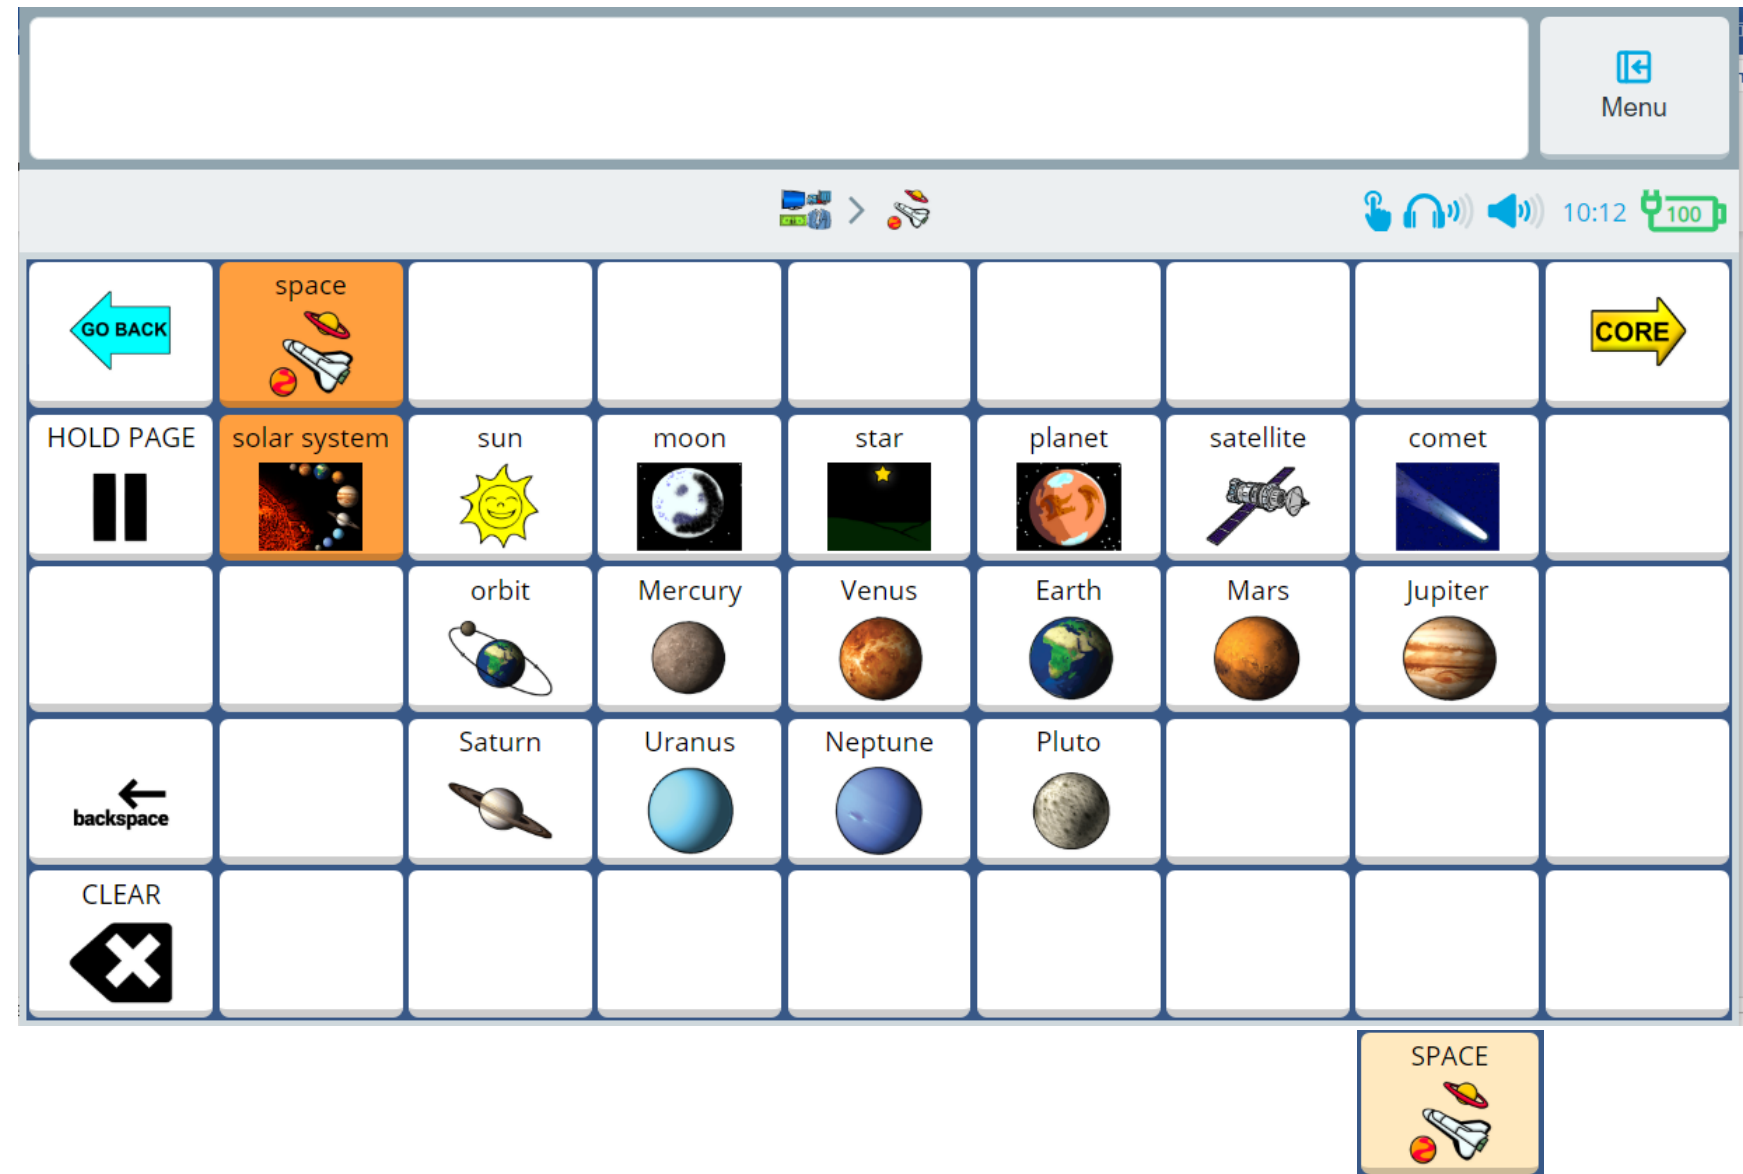 Menu
10:12
100
GO BACK
space
CORE
HOLD PAGE
solar system
sun
moon
star
planet
satellite
comet
orbit
Mercury
Venus
Earth
Mars
Jupiter
backspace
Saturn
Uranus
Neptune
Pluto
CLEAR
SPACE